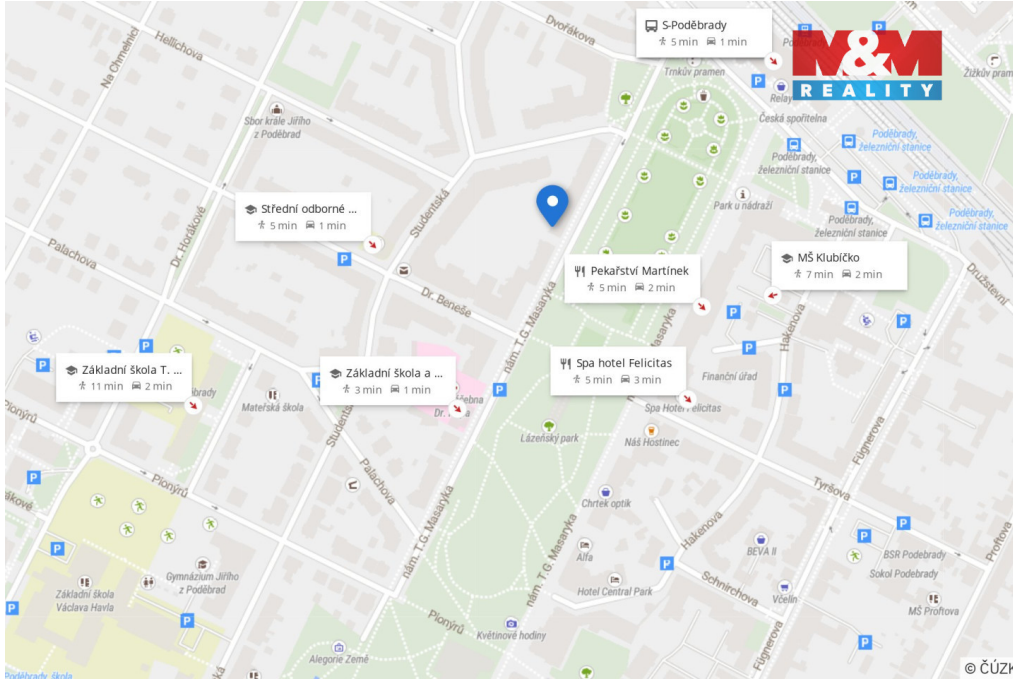 S-Poděbrady
5 min 1 min
M&M
REALITY
Dvořákova
Hellichova
Na Chmelnici
Trnkův pramen
Relay
Žižkův pram
Česká spořitelna
Sbor krále Jiřího
z Poděbrad
Poděbrady,
železniční stanice
Poděbrady,
železniční stanice
Poděbrady,
železniční stanice
Poděbrady,
železniční stanice
Poděbrady,
železniční stanice
Park u nádraží
Střední odborné ...
5 min 1 min
Studentská
Dr. Horákové
Palachova
Družstevní
MŠ Klubíčko
7 min 2 min
Pekařství Martínek
5 min 2 min
Dr. Beneše
nám. T.G. Masaryka
Masaryka
Hakenova
Základní škola T. ...
11 min 2 min
Základní škola a ...
3 min 1 min
Spa hotel Felicitas
5 min 3 min
Finanční úřad
Mateřská škola
Spa Hotel Felicitas
Lázeňský park
Náš Hostinec
Pionýrů
Palachova
Fügnerova
Tyršova
Chrtek optik
Hakenova
Alfa
BEVA II
BSR Podebrady
Sokol Podebrady
Proftova
Gymnázium Jiřího
z Poděbrad
Základní škola
Václava Havla
nám. T.G. Masaryka
nám. T.G. Masaryka
Hotel Central Park
Schnirchova
Včelín
MŠ Proftova
Pionýrů
Květinové hodiny
Alegorie Země
Fügnerova
© ČÚZK